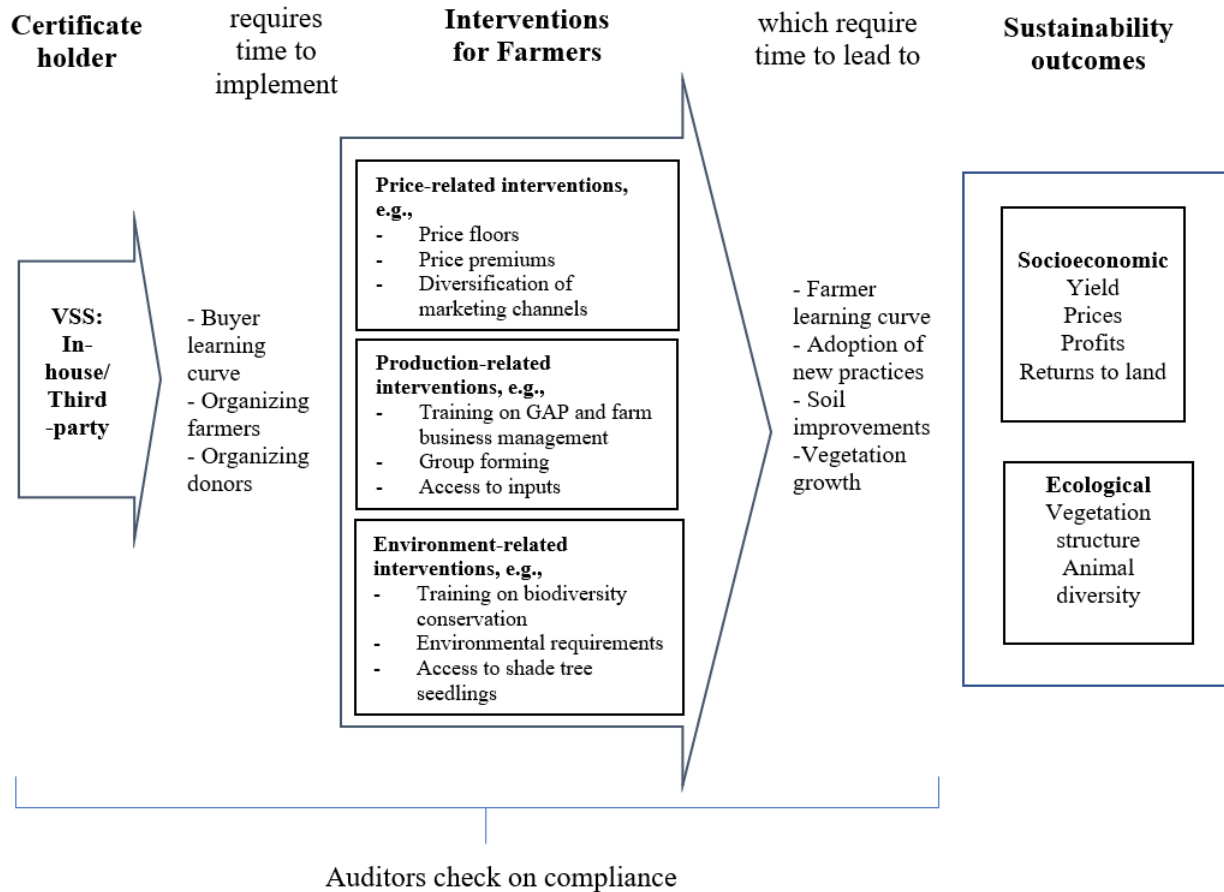 Certificate
holder
requires
time to
implement
Interventions
for Farmers
which require
time to lead to
Sustainability
outcomes
VSS:
In-
house/
Third
-party
- Buyer
learning
curve
- Organizing
farmers
- Organizing
donors
Price-related interventions,
e.g.,
- Price floors
- Price premiums
- Diversification of
marketing channels
Production-related
interventions, e.g.,
- Training on GAP and farm
business management
- Group forming
- Access to inputs
Environment-related
interventions, e.g.,
- Training on biodiversity
conservation
- Environmental requirements
- Access to shade tree
seedlings
- Farmer
learning curve
- Adoption of
new practices
- Soil
improvements
-Vegetation
growth
Socioeconomic
Yield
Prices
Profits
Returns to land
Ecological
Vegetation
structure
Animal
diversity
Auditors check on compliance